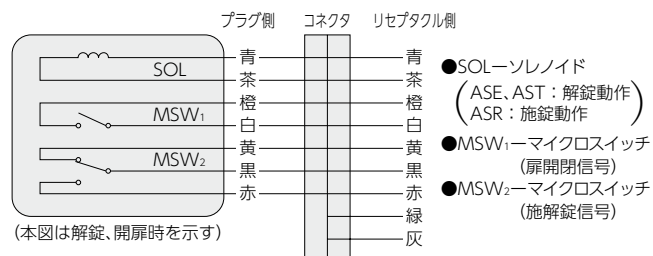 プラグ側 コネクタ リセプタクル側
青 青
SOL
茶 茶
橙 橙
MSW1
白 白
黄 黄
MSW2
黒 黒
赤 赤
緑
灰
(本図は解錠、開扉時を示す)
●SOLーソレノイド
(ASE、AST：解錠動作
ASR：施錠動作)
●MSW1ーマイクロスイッチ
(扉開閉信号)
●MSW2ーマイクロスイッチ
(施解錠信号)